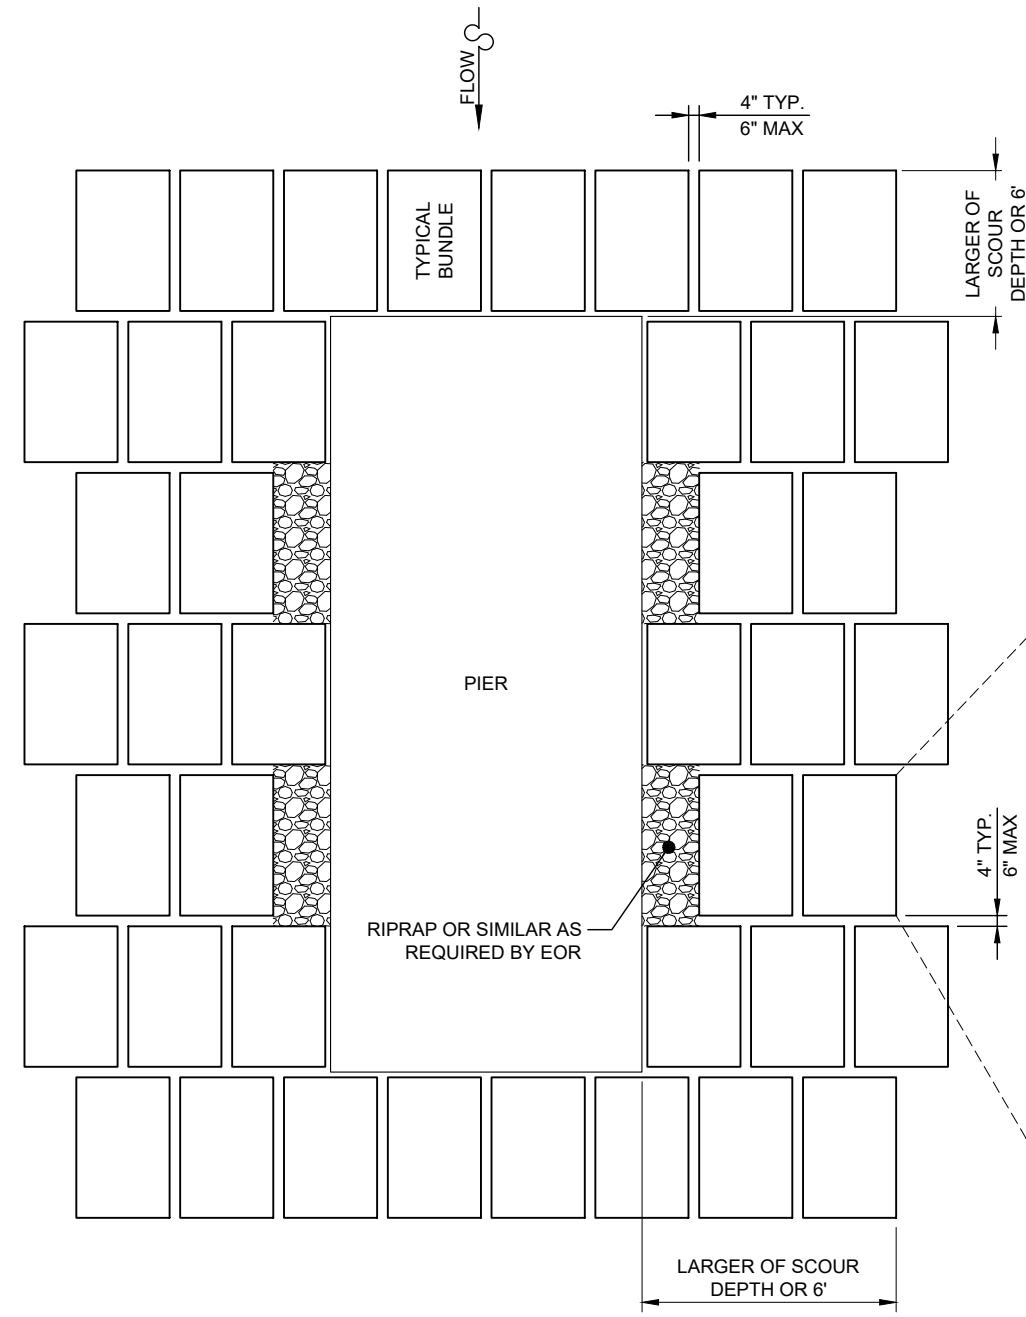 FLOW
4" TYP.
6" MAX
LARGER OF
SCOUR
DEPTH OR 6'
TYPICAL
BUNDLE
PIER
4" TYP.
6" MAX
RIPRAP OR SIMILAR AS
REQUIRED BY EOR
LARGER OF SCOUR
DEPTH OR 6'